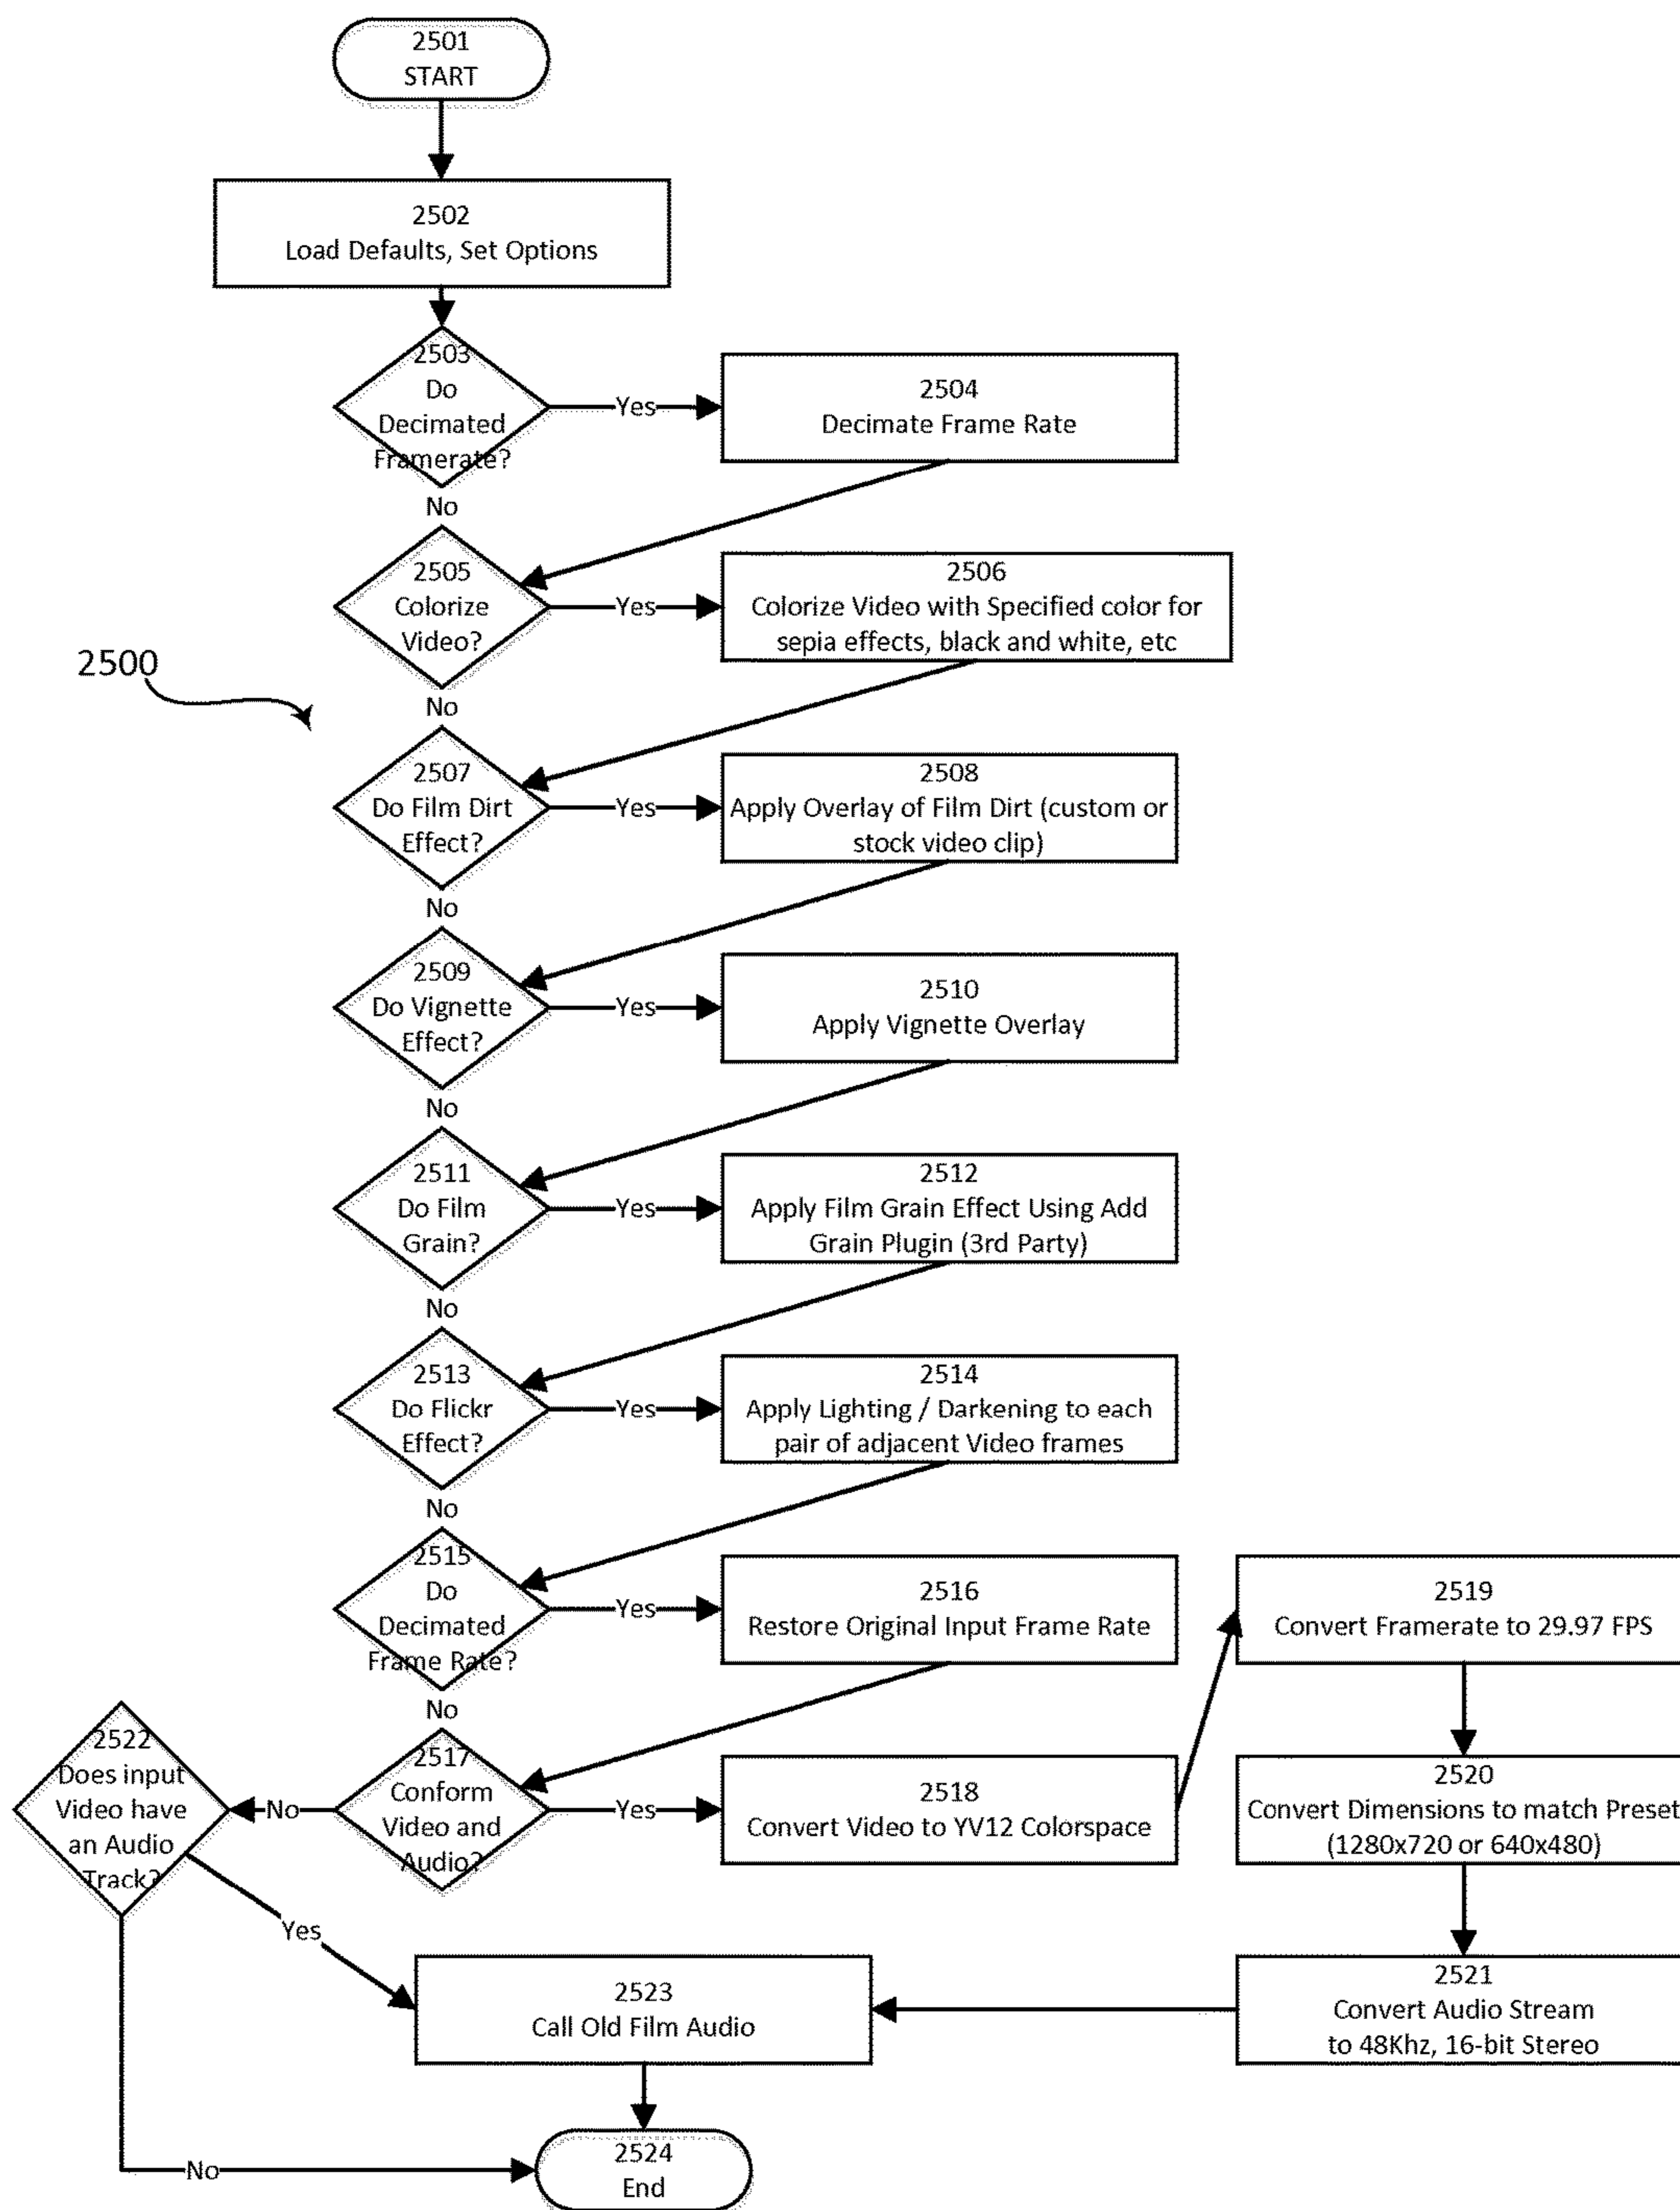 2501
START
2502
Load Defaults, Set Options
2503
Do
Decimated
Framerate?
Yes
2504
Decimate Frame Rate
No
2505
Colorize
Video?
Yes
2506
Colorize Video with Specified color for
sepia effects, black and white, etc
2500
No
2507
Do Film Dirt
Effect?
Yes
2508
Apply Overlay of Film Dirt (custom or
stock video clip)
No
2509
Do Vignette
Effect?
Yes
2510
Apply Vignette Overlay
No
2511
Do Film
Grain?
Yes
2512
Apply Film Grain Effect Using Add
Grain Plugin (3rd Party)
No
2513
Do Flickr
Effect?
Yes
2514
Apply Lighting / Darkening to each
pair of adjacent Video frames
No
2515
Do
Decimated
Frame Rate?
Yes
2516
Restore Original Input Frame Rate
2519
Convert Framerate to 29.97 FPS
No
2522
Does input
Video have
an Audio
Track?
No
2517
Conform
Video and
Audio?
Yes
2518
Convert Video to YV12 Colorspace
2520
Convert Dimensions to match Preset
(1280x720 or 640x480)
Yes
2523
Call Old Film Audio
2521
Convert Audio Stream
to 48Khz, 16-bit Stereo
No
2524
End